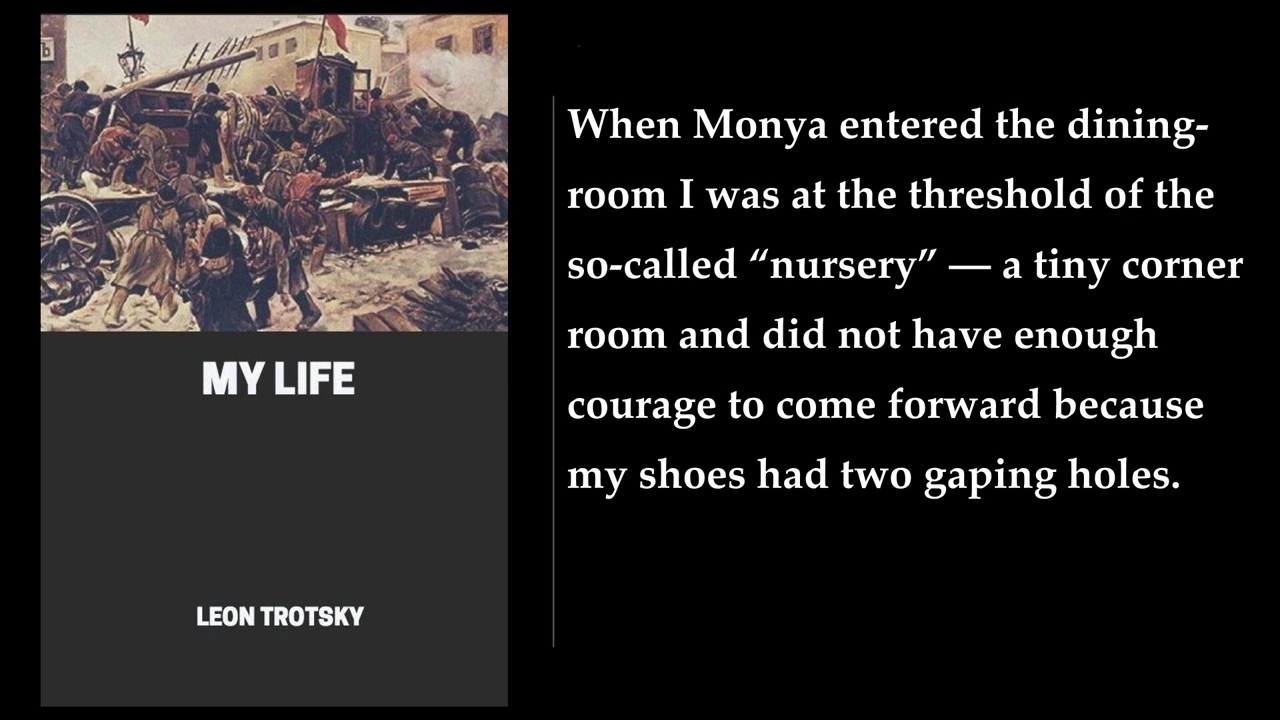 MY LIFE
LEON TROTSKY
When Monya entered the dining-
room I was at the threshold of the
so-called “nursery” — a tiny corner
room and did not have enough
courage to come forward because
my shoes had two gaping holes.